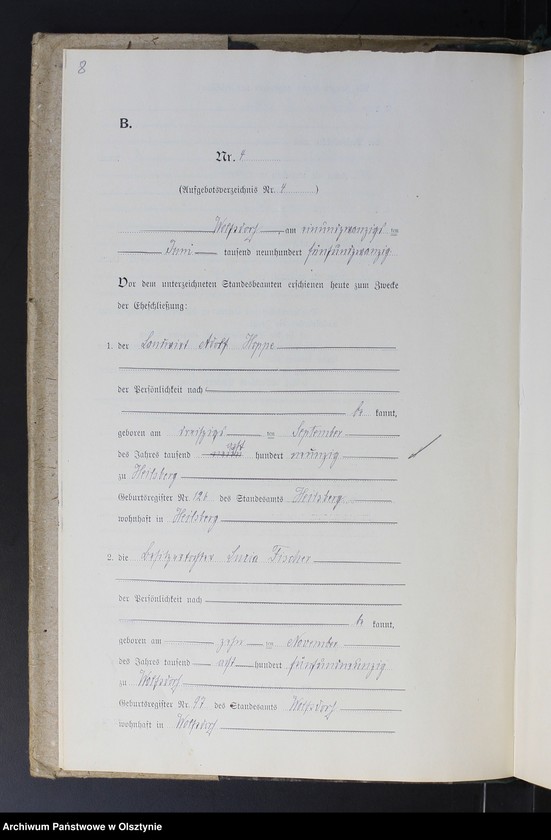 8
B.
Nr. 4
(Aufgebotsverzeichnis Nr. 4 )
Wolfsdorf, am einundzwanzigsten
Juni tausend neunhundert fünfundzwanzig
Vor dem unterzeichneten Standesbeamten erschienen heute zum Zwecke
der Eheschließung:
1. der Landwirt Adolf Hoppe
der Persönlichkeit nach
be kannt,
geboren am dreißigsten September
des Jahres tausend acht hundert neunzig
zu Heilsberg
Geburtsregister Nr. 126 des Standesamts Heilsberg
wohnhaft in Heilsberg
2. die Besitzertochter Luzia Fischer
der Persönlichkeit nach
be kannt,
geboren am zehnten November
des Jahres tausend acht hundert fünfundneunzig
zu Wolfsdorf
Geburtsregister Nr. 97 des Standesamts Wolfsdorf
wohnhaft in Wolfsdorf
Archiwum Państwowe w Olsztynie